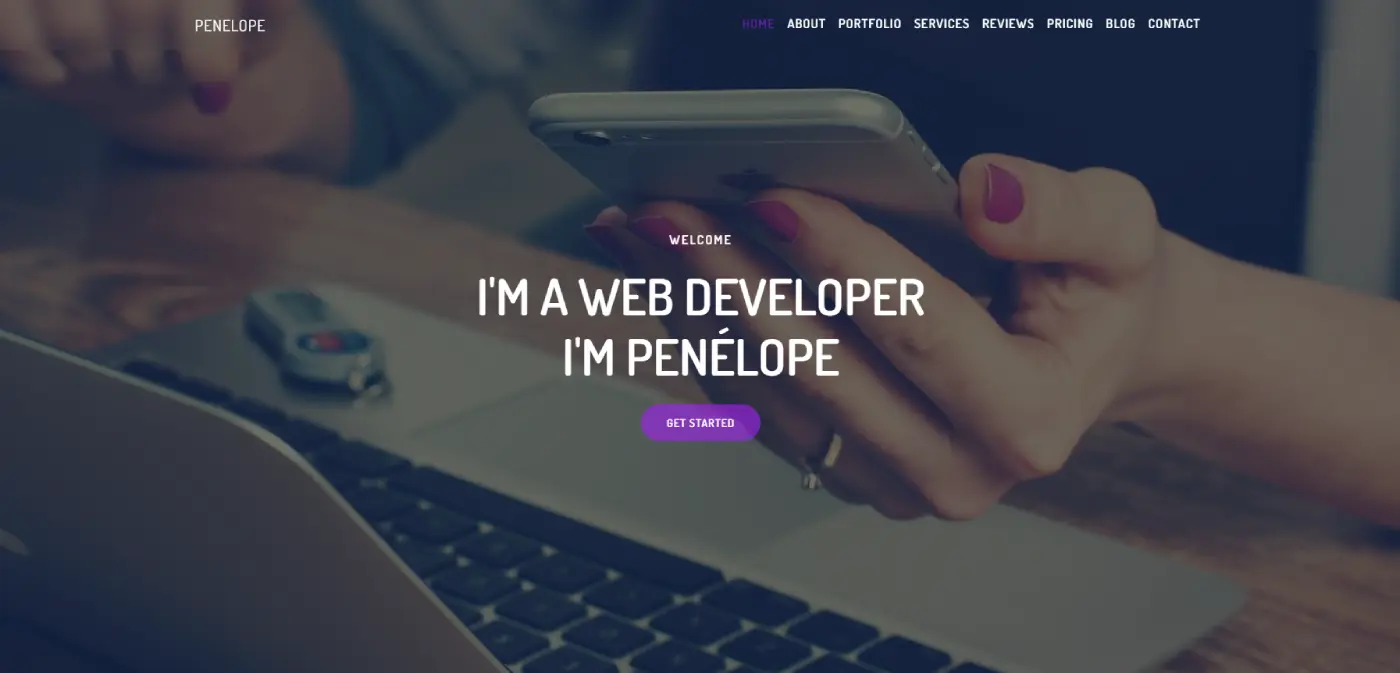 PENELOPE
HOME ABOUT PORTFOLIO SERVICES REVIEWS PRICING BLOG CONTACT
WELCOME
I'M A WEB DEVELOPER
I'M PENÉLOPE
GET STARTED